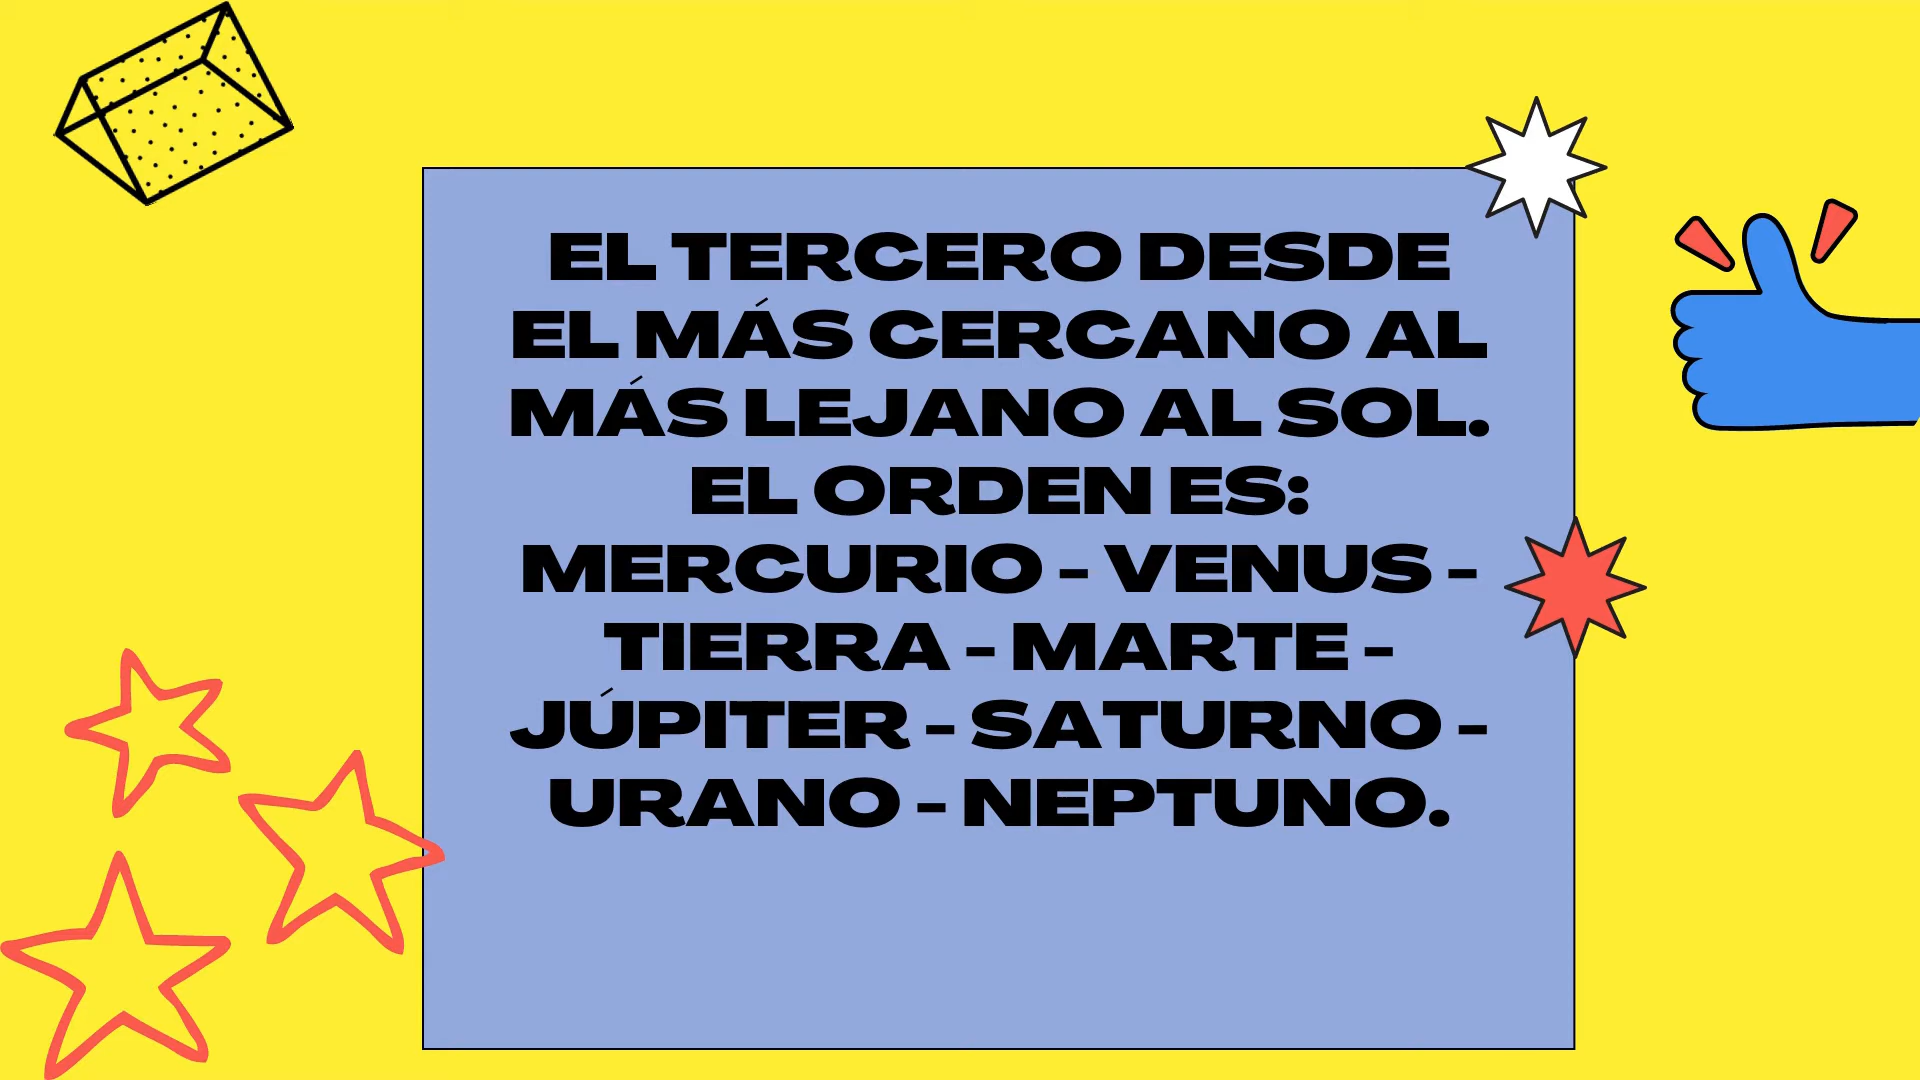 EL TERCERO DESDE
EL MÁS CERCANO AL
MÁS LEJANO AL SOL.
EL ORDEN ES:
MERCURIO - VENUS -
TIERRA - MARTE -
JÚPITER - SATURNO -
URANO - NEPTUNO.